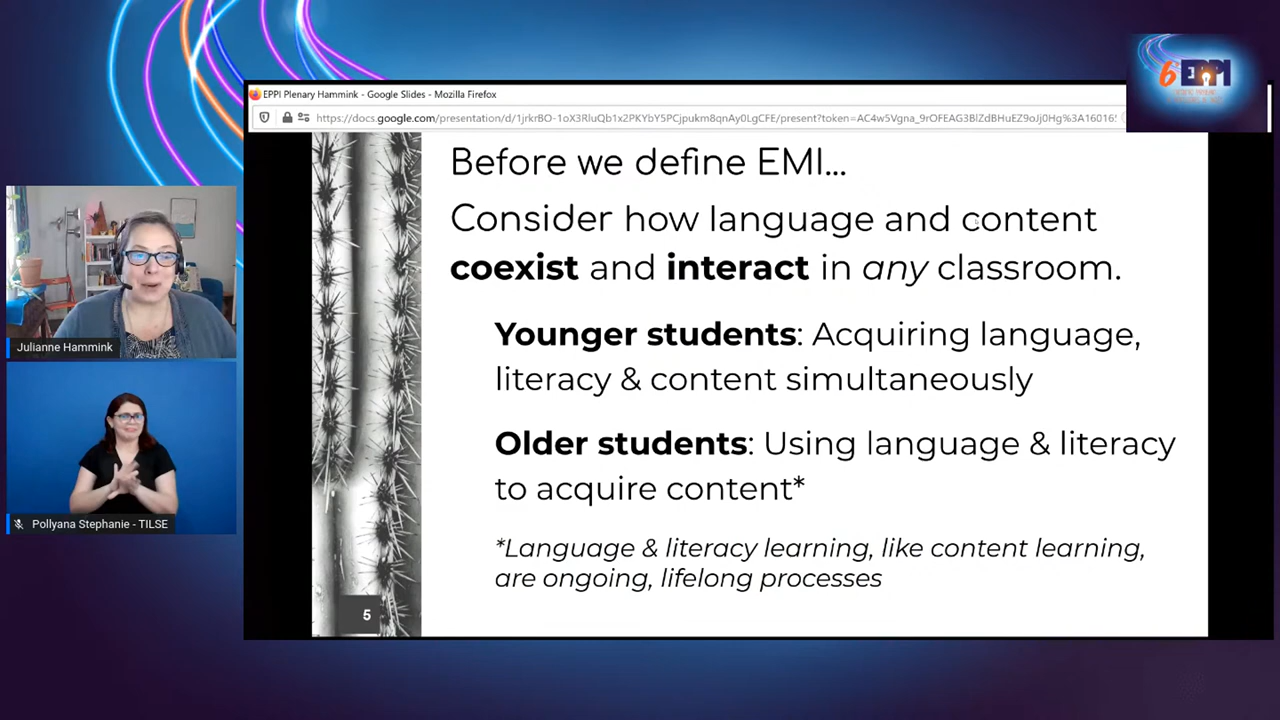 6EPPI
EPPI Plenary Hammink - Google Slides - Mozilla Firefox
Before we define EMI...
Consider how language and content
coexist and interact in any classroom.
Younger students: Acquiring language,
literacy & content simultaneously
Older students: Using language & literacy
to acquire content*
*Language & literacy learning, like content learning,
are ongoing, lifelong processes
5
Julianne Hammink
Pollyana Stephanie - TILSE